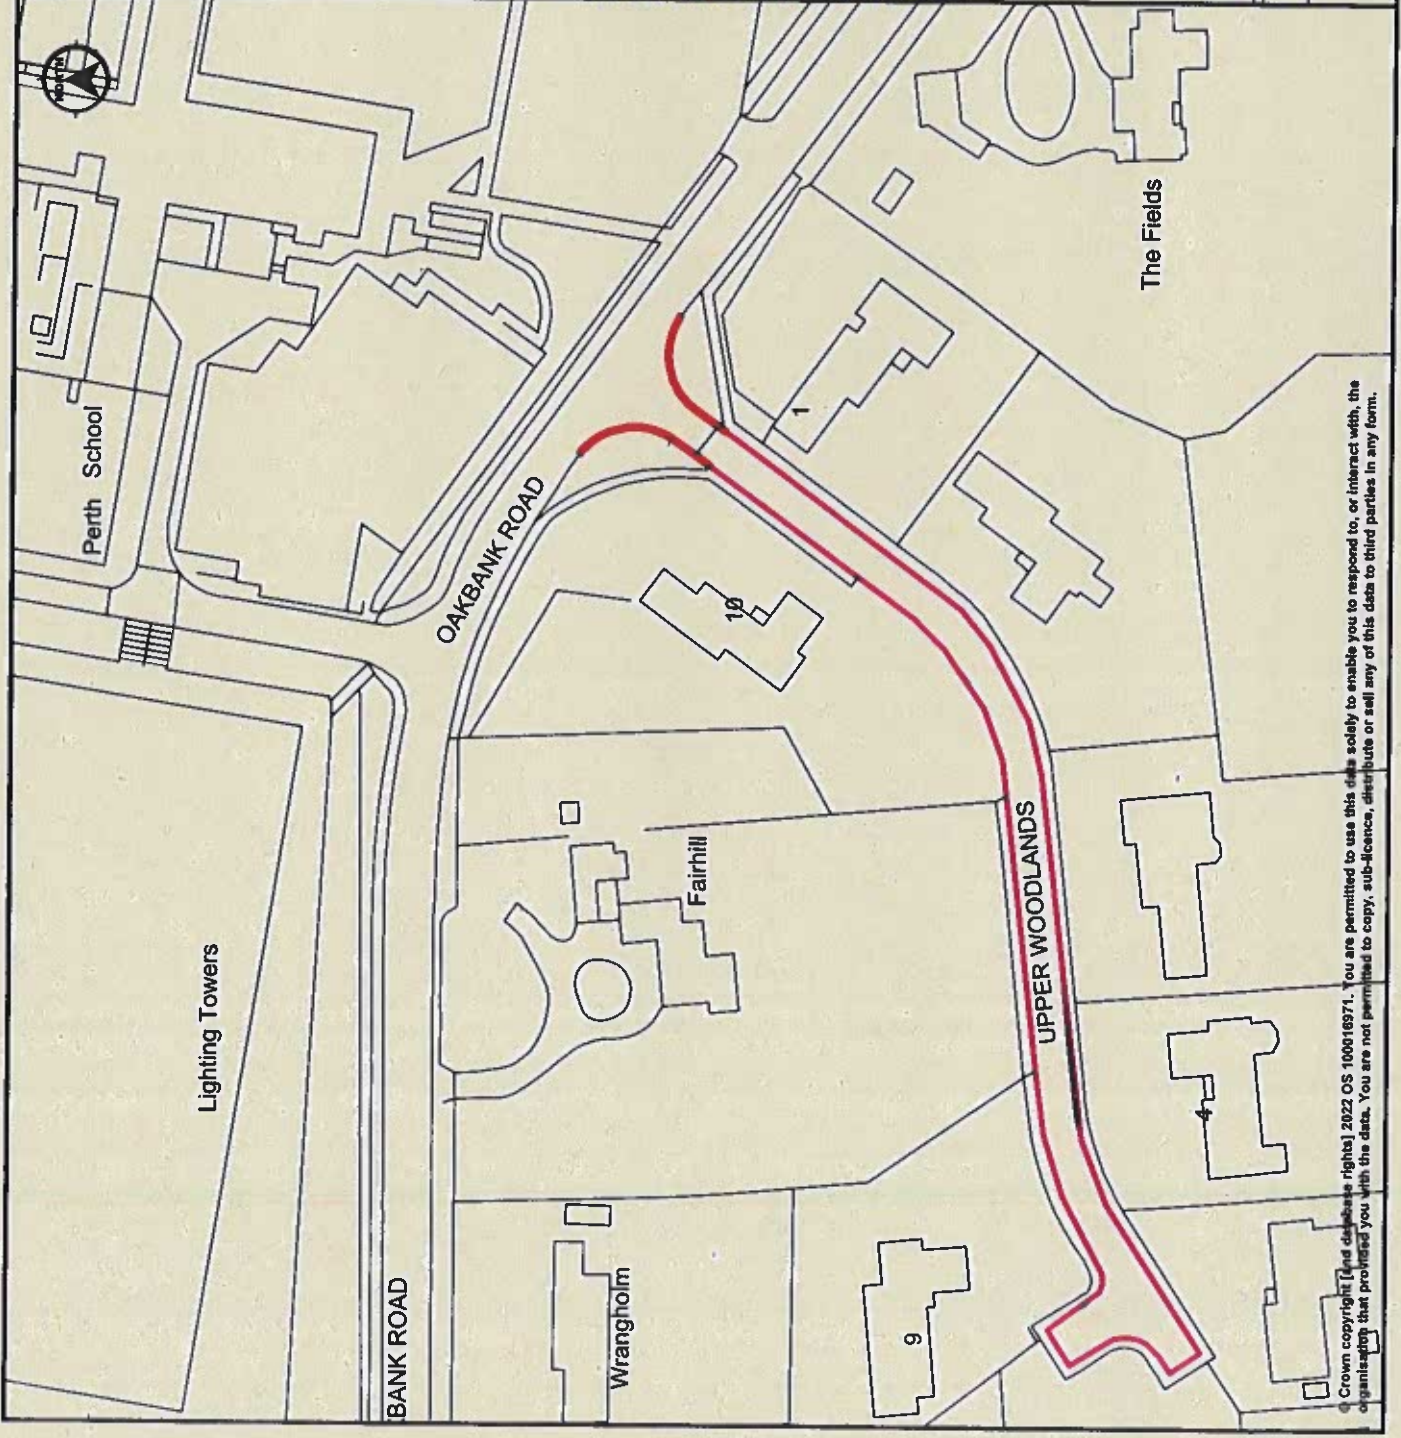 NORTH
Perth School
Lighting Towers
OAKBANK ROAD
BANK ROAD
The Fields
1
10
Fairhill
Wrangholm
UPPER WOODLANDS
4
9
© Crown copyright [and database rights] 2022 OS 100016971. You are permitted to use this data solely to enable you to respond to, or interact with, the
organisation that provided you with the data. You are not permitted to copy, sub-licence, distribute or sell any of this data to third parties in any form.